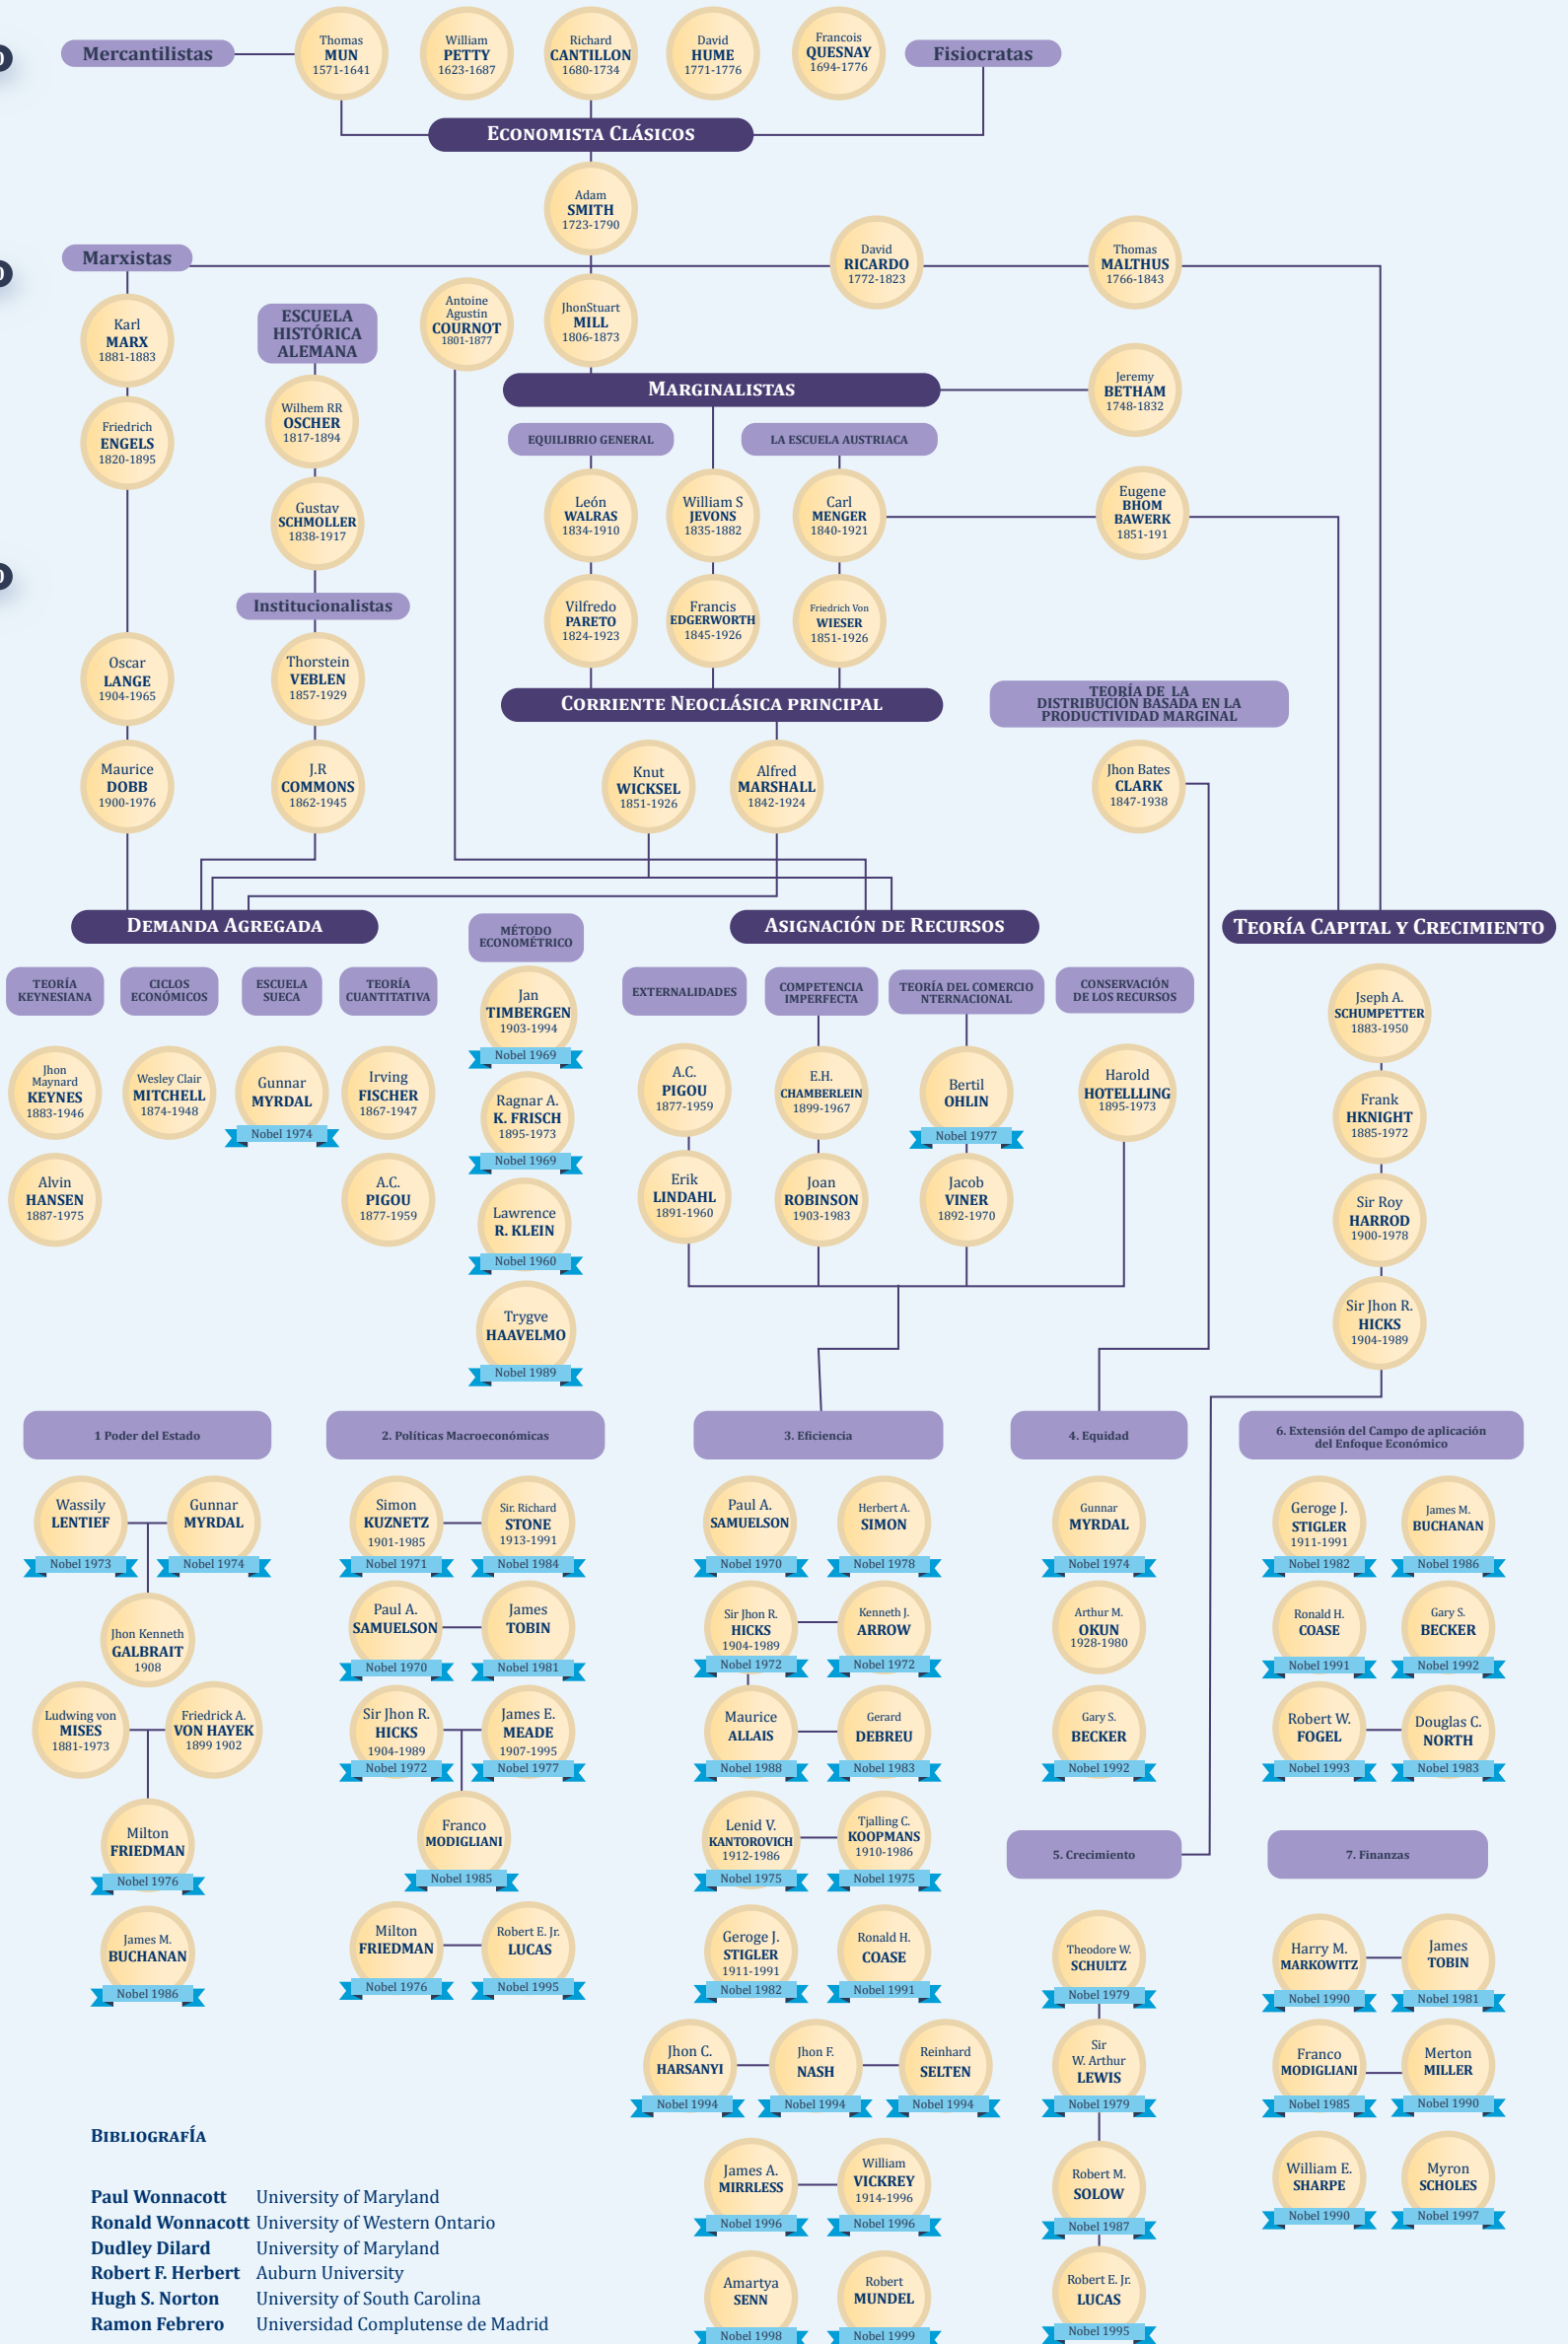 Mercantilistas
Thomas
MUN
1571-1641
William
PETTY
1623-1687
Richard
CANTILLON
1680-1734
David
HUME
1771-1776
Francois
QUESNAY
1694-1776
Fisiocratas
ECONOMISTA CLÁSICOS
Adam
SMITH
1723-1790
Marxistas
David
RICARDO
1772-1823
Thomas
MALTHUS
1766-1843
Karl
MARX
1881-1883
ESCUELA
HISTÓRICA
ALEMANA
Antoine
Agustin
COURNOT
1801-1877
JhonStuart
MILL
1806-1873
MARGINALISTAS
Jeremy
BETHAM
1748-1832
Friedrich
ENGELS
1820-1895
Wilhem RR
OSCHER
1817-1894
EQUILIBRIO GENERAL
LA ESCUELA AUSTRIACA
Gustav
SCHMOLLER
1838-1917
León
WALRAS
1834-1910
William S
JEVONS
1835-1882
Carl
MENGER
1840-1921
Eugene
BHOM
BAWERK
1851-191
Institucionalistas
Vilfredo
PARETO
1824-1923
Francis
EDGERWORTH
1845-1926
Friedrich Von
WIESER
1851-1926
Oscar
LANGE
1904-1965
Thorstein
VEBLEN
1857-1929
CORRIENTE NEOCLÁSICA PRINCIPAL
TEORÍA DE LA
DISTRIBUCIÓN BASADA EN LA
PRODUCTIVIDAD MARGINAL
Maurice
DOBB
1900-1976
J.R
COMMONS
1862-1945
Knut
WICKSEL
1851-1926
Alfred
MARSHALL
1842-1924
Jhon Bates
CLARK
1847-1938
DEMANDA AGREGADA
MÉTODO
ECONOMÉTRICO
ASIGNACIÓN DE RECURSOS
TEORÍA CAPITAL Y CRECIMIENTO
TEORÍA
KEYNESIANA
CICLOS
ECONÓMICOS
ESCUELA
SUECA
TEORÍA
CUANTITATIVA
EXTERNALIDADES
COMPETENCIA
IMPERFECTA
TEORÍA DEL COMERCIO
NTERNACIONAL
CONSERVACIÓN
DE LOS RECURSOS
Jan
TIMBERGEN
1903-1994
Nobel 1969
Jseph A.
SCHUMPETTER
1883-1950
Jhon
Maynard
KEYNES
1883-1946
Wesley Clair
MITCHELL
1874-1948
Gunnar
MYRDAL
Nobel 1974
Irving
FISCHER
1867-1947
Ragnar A.
K. FRISCH
1895-1973
Nobel 1969
A.C.
PIGOU
1877-1959
E.H.
CHAMBERLEIN
1899-1967
Bertil
OHLIN
Nobel 1977
Harold
HOTELLLING
1895-1973
Frank
HKNIGHT
1885-1972
Alvin
HANSEN
1887-1975
A.C.
PIGOU
1877-1959
Lawrence
R. KLEIN
Nobel 1960
Erik
LINDAHL
1891-1960
Joan
ROBINSON
1903-1983
Jacob
VINER
1892-1970
Sir Roy
HARROD
1900-1978
Trygve
HAAVELMO
Nobel 1989
Sir Jhon R.
HICKS
1904-1989
1 Poder del Estado
2. Políticas Macroeconómicas
3. Eficiencia
4. Equidad
6. Extensión del Campo de aplicación
del Enfoque Económico
Wassily
LENTIEF
Nobel 1973
Gunnar
MYRDAL
Nobel 1974
Simon
KUZNETZ
1901-1985
Nobel 1971
Sir. Richard
STONE
1913-1991
Nobel 1984
Paul A.
SAMUELSON
Nobel 1970
Herbert A.
SIMON
Nobel 1978
Gunnar
MYRDAL
Nobel 1974
Geroge J.
STIGLER
1911-1991
Nobel 1982
James M.
BUCHANAN
Nobel 1986
Jhon Kenneth
GALBRAIT
1908
Paul A.
SAMUELSON
Nobel 1970
James
TOBIN
Nobel 1981
Sir Jhon R.
HICKS
1904-1989
Nobel 1972
Kenneth J.
ARROW
Nobel 1972
Arthur M.
OKUN
1928-1980
Ronald H.
COASE
Nobel 1991
Gary S.
BECKER
Nobel 1992
Ludwing von
MISES
1881-1973
Friedrick A.
VON HAYEK
1899 1902
Sir Jhon R.
HICKS
1904-1989
Nobel 1972
James E.
MEADE
1907-1995
Nobel 1977
Maurice
ALLAIS
Nobel 1988
Gerard
DEBREU
Nobel 1983
Gary S.
BECKER
Nobel 1992
Robert W.
FOGEL
Nobel 1993
Douglas C.
NORTH
Nobel 1983
Milton
FRIEDMAN
Nobel 1976
Franco
MODIGLIANI
Nobel 1985
Lenid V.
KANTOROVICH
1912-1986
Nobel 1975
Tjalling C.
KOOPMANS
1910-1986
Nobel 1975
5. Crecimiento
7. Finanzas
James M.
BUCHANAN
Nobel 1986
Milton
FRIEDMAN
Nobel 1976
Robert E. Jr.
LUCAS
Nobel 1995
Geroge J.
STIGLER
1911-1991
Nobel 1982
Ronald H.
COASE
Nobel 1991
Theodore W.
SCHULTZ
Nobel 1979
Harry M.
MARKOWITZ
Nobel 1990
James
TOBIN
Nobel 1981
Jhon C.
HARSANYI
Nobel 1994
Jhon F.
NASH
Nobel 1994
Reinhard
SELTEN
Nobel 1994
Sir
W. Arthur
LEWIS
Nobel 1979
Franco
MODIGLIANI
Nobel 1985
Merton
MILLER
Nobel 1990
James A.
MIRRLESS
Nobel 1996
William
VICKREY
1914-1996
Nobel 1996
Robert M.
SOLOW
Nobel 1987
William E.
SHARPE
Nobel 1990
Myron
SCHOLES
Nobel 1997
Amartya
SENN
Nobel 1998
Robert
MUNDEL
Nobel 1999
Robert E. Jr.
LUCAS
Nobel 1995
BIBLIOGRAFÍA
Paul Wonnacott University of Maryland
Ronald Wonnacott University of Western Ontario
Dudley Dilard University of Maryland
Robert F. Herbert Auburn University
Hugh S. Norton University of South Carolina
Ramon Febrero Universidad Complutense de Madrid